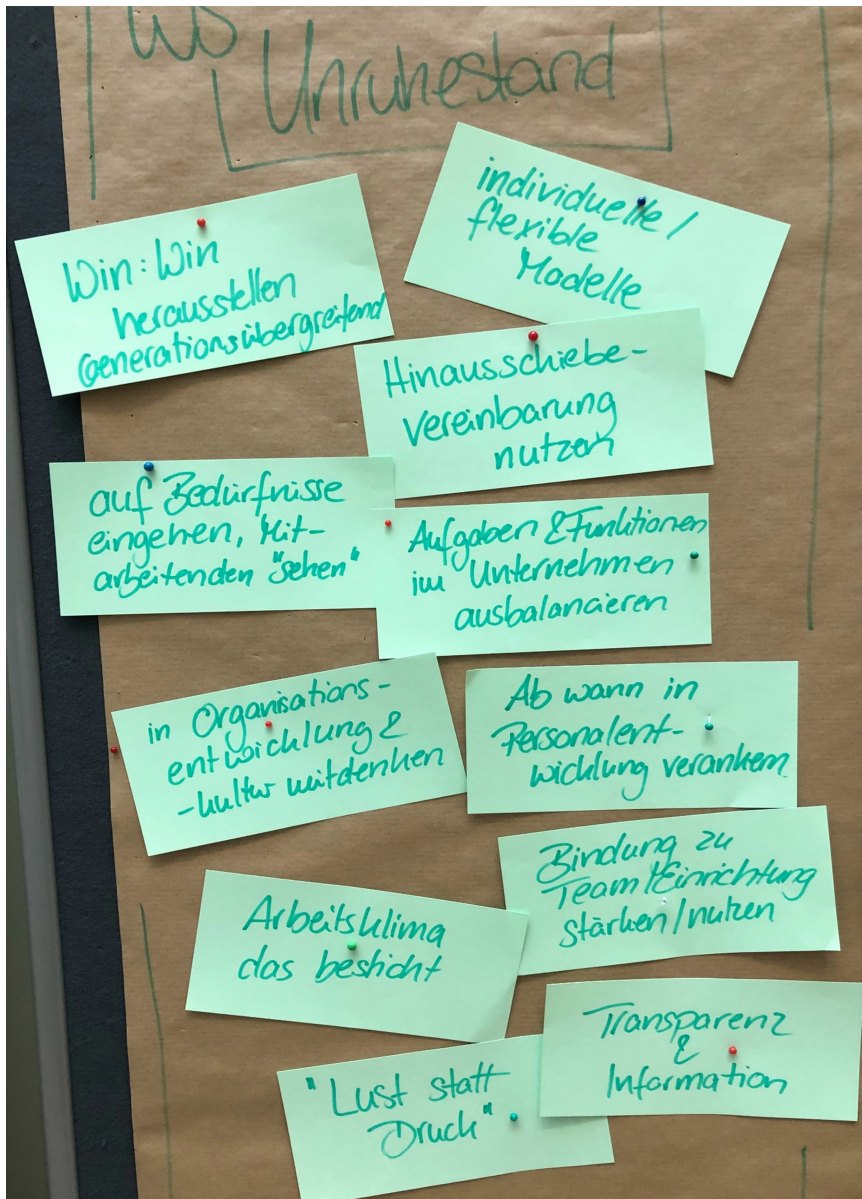 WS
Unruhestand
individuelle /
flexible
Modelle
Win:Win
herausstellen
Generationsübergreifend
Hinausschiebe-
vereinbarung
nutzen
auf Bedürfnisse
eingehen, Mit-
arbeitenden "sehen"
Aufgaben & Funktionen
im Unternehmen
ausbalancieren
in Organisations-
entwicklung &
-kultur mitdenken
Ab wann in
Personalent-
wicklung verankern
Bindung zu
Team/Einrichtung
stärken/nutzen
Arbeitsklima
das besticht
Transparenz
&
Information
"Lust statt
Druck"